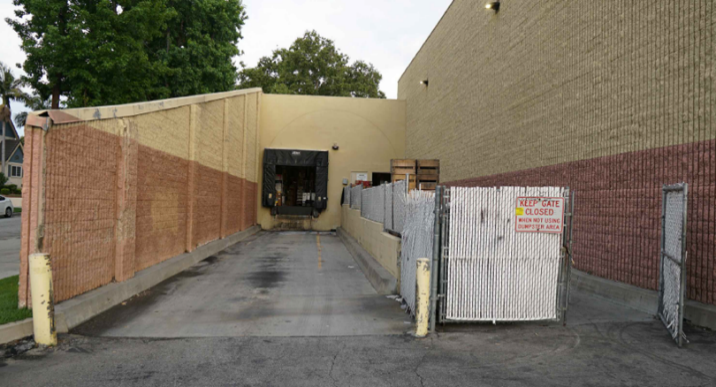 KEEP GATE
CLOSED
WHEN NOT USING
DUMPSTER AREA